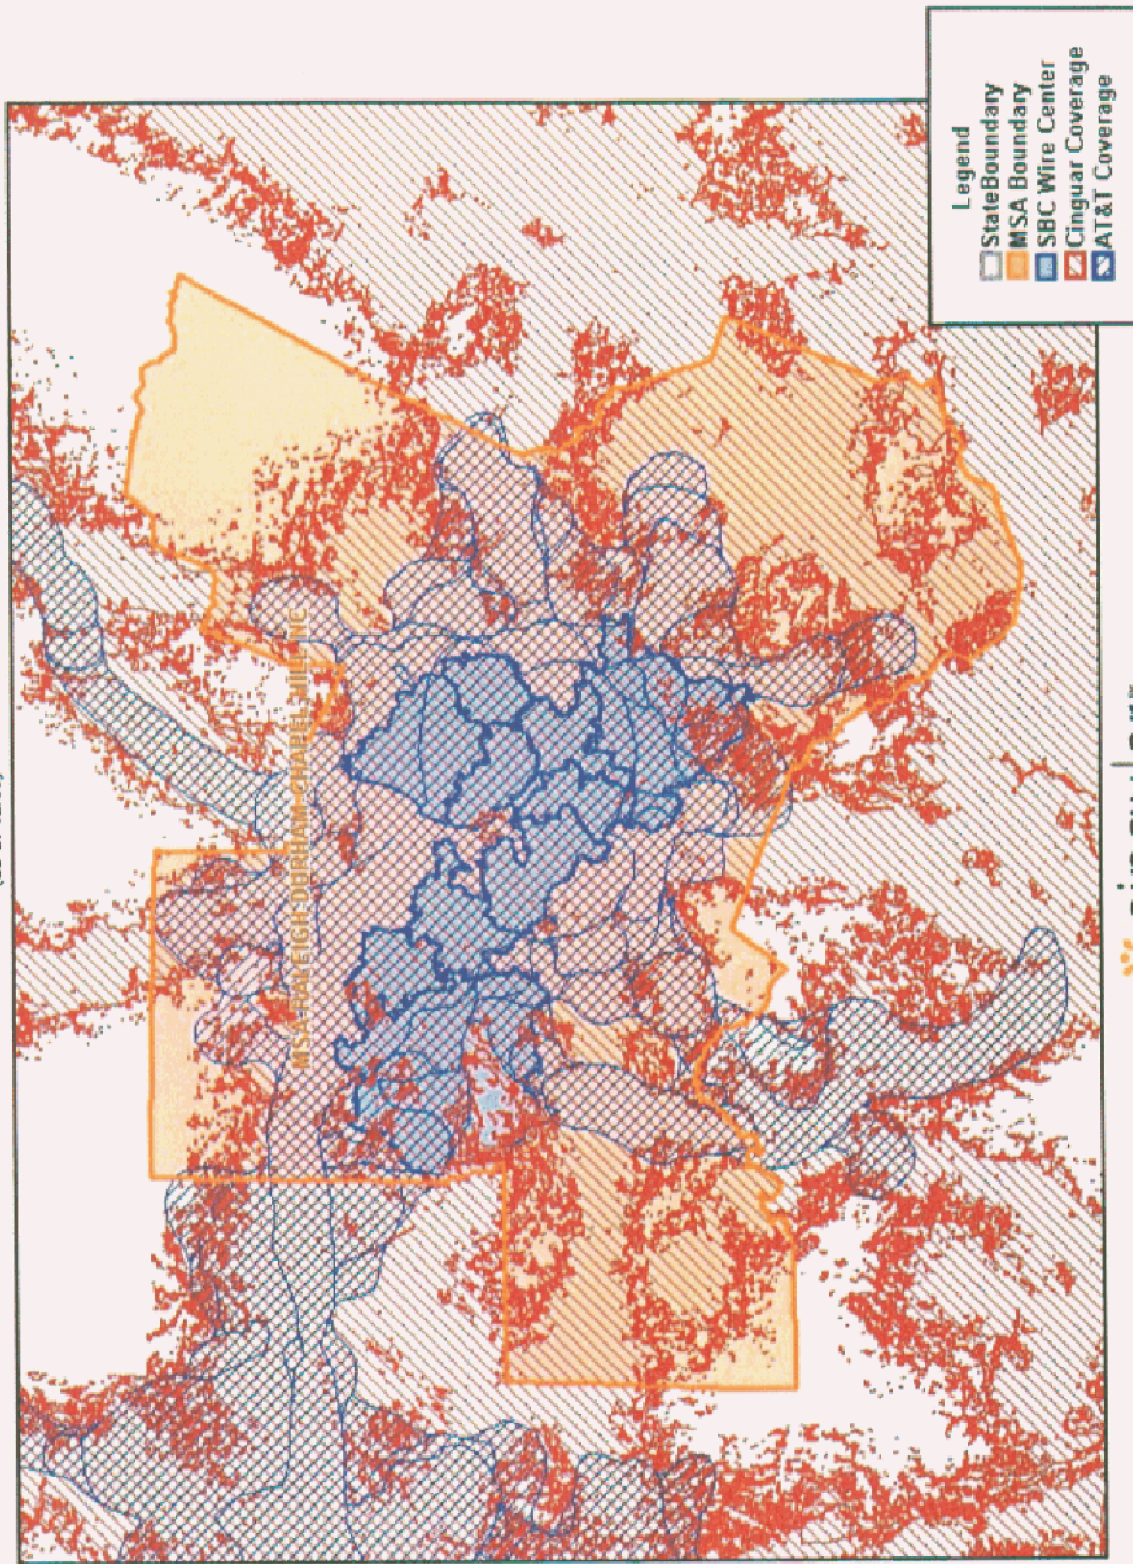 MSA-RALEIGH-DURHAM-CHAPEL HILL, NC
Legend
StateBoundary
MSA Boundary
SBC Wire Center
Cinguar Coverage
AT&T Coverage